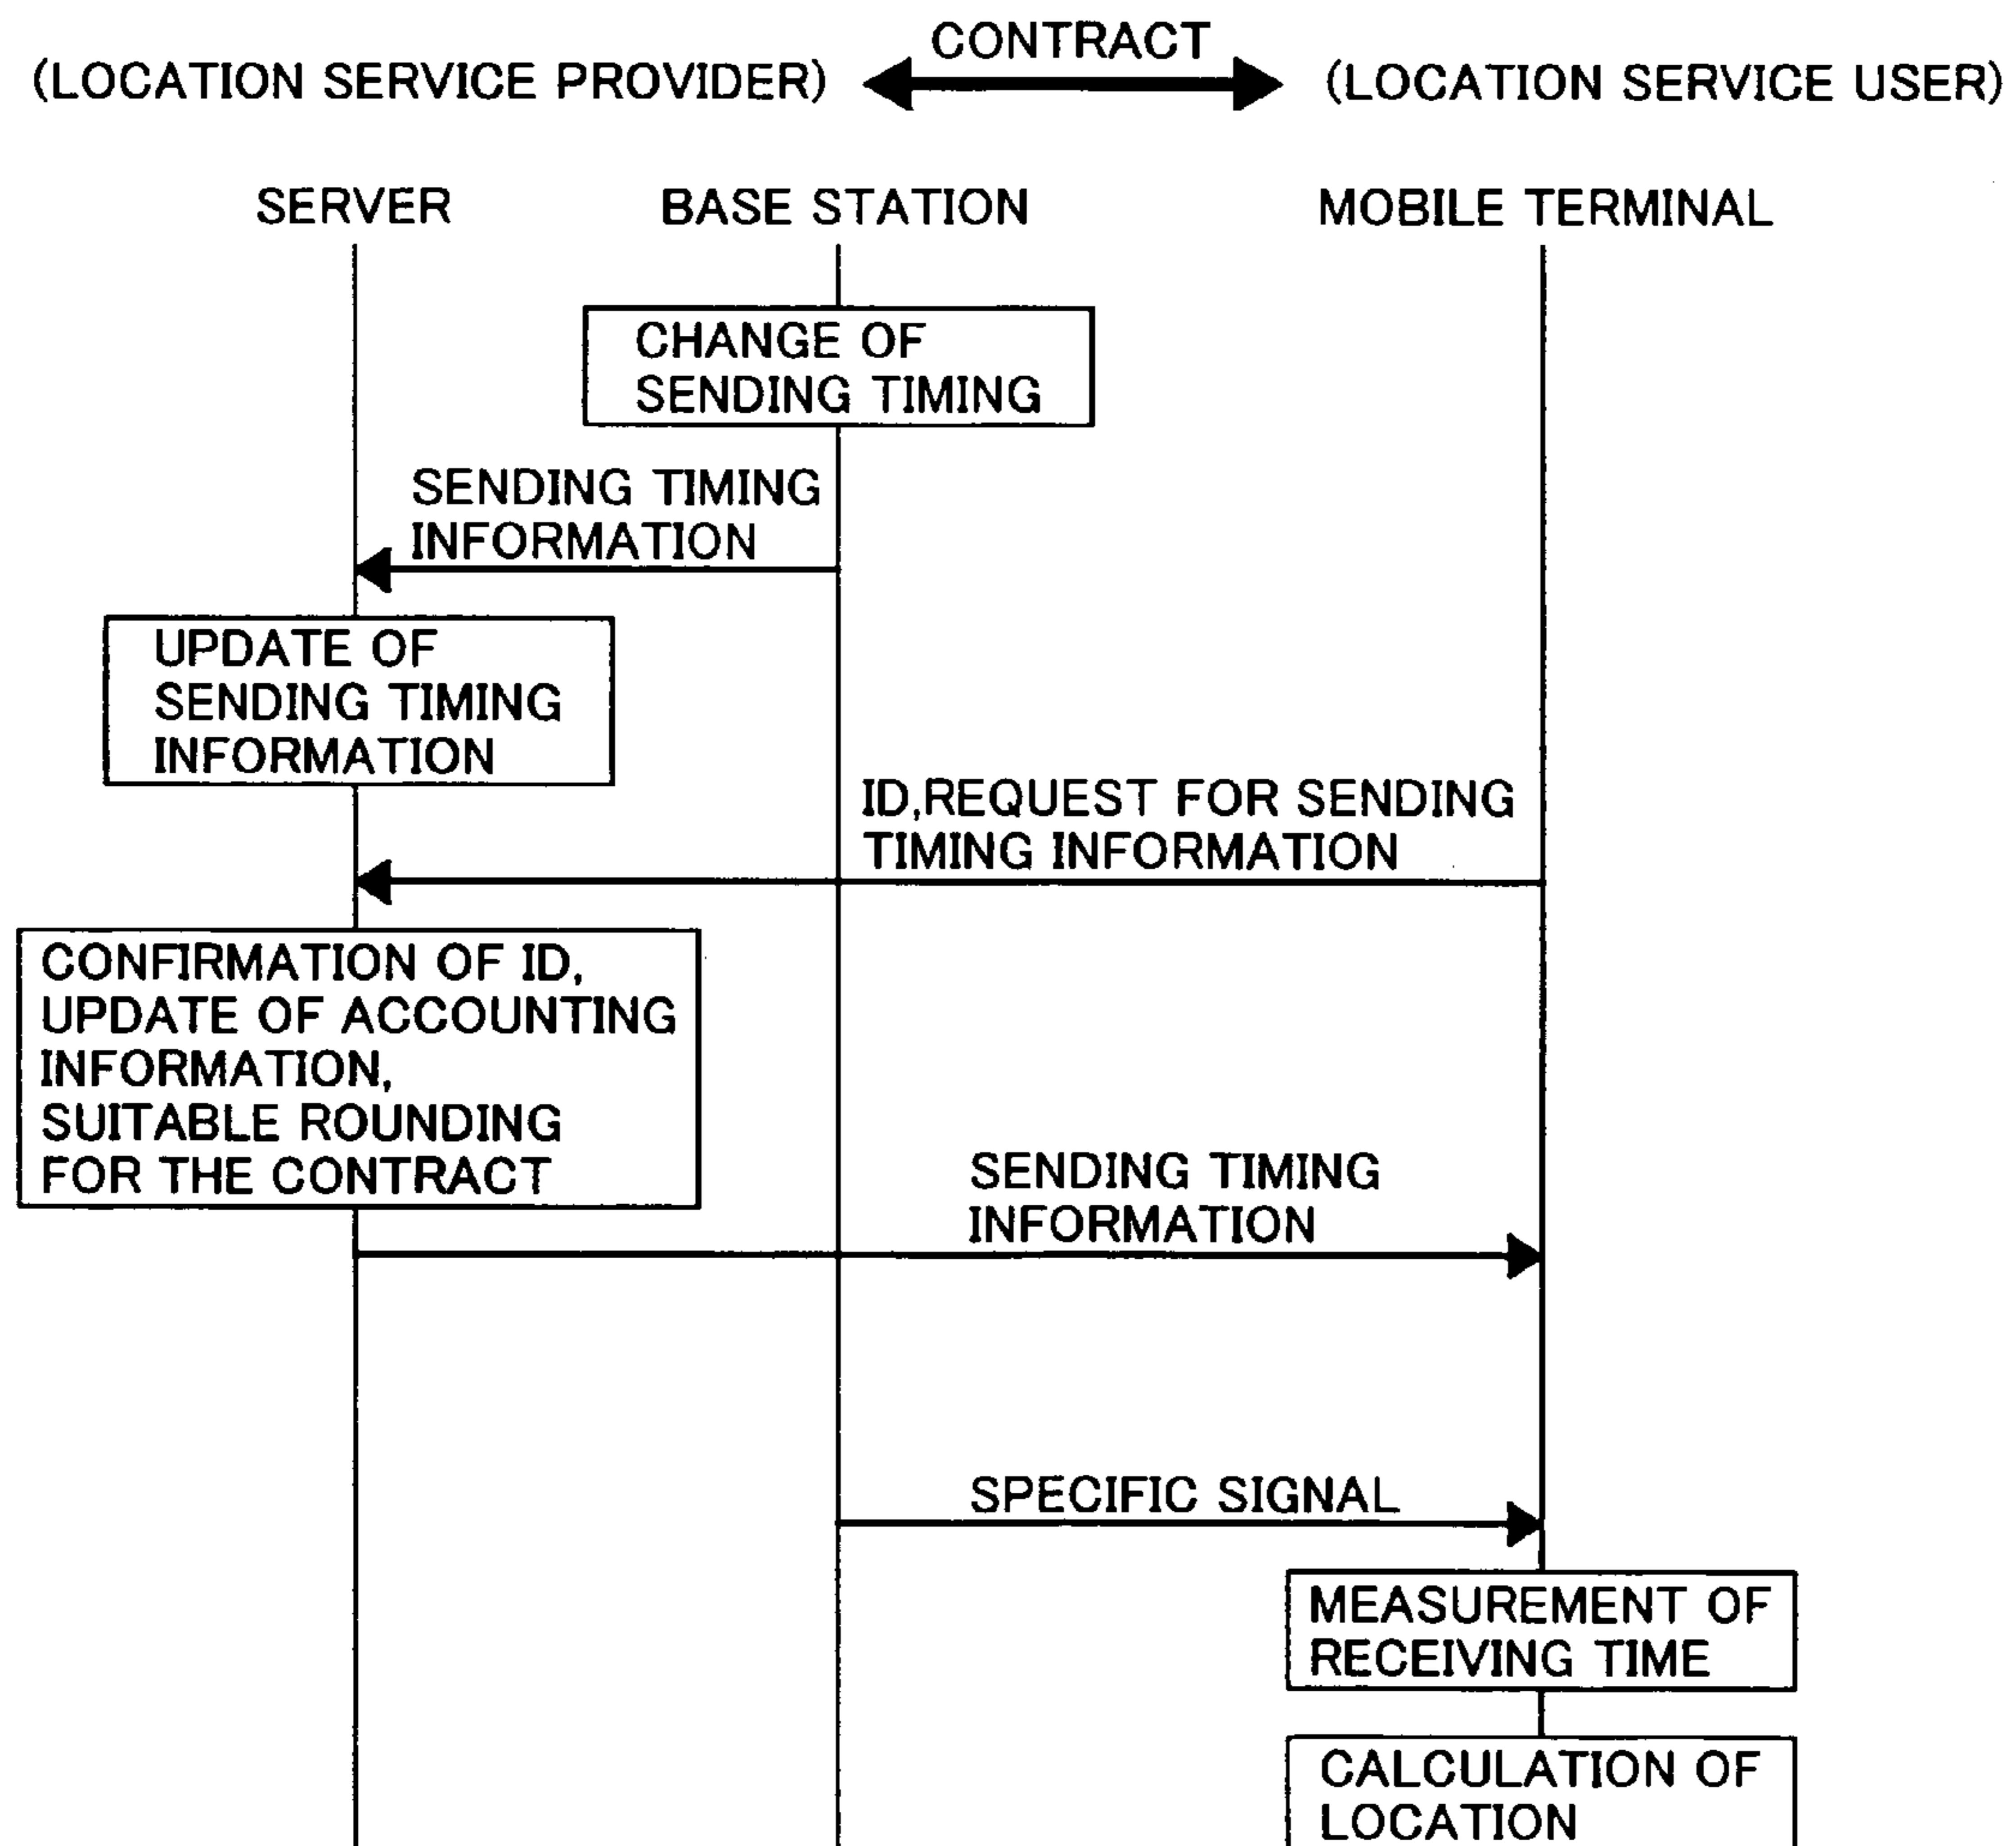 CONTRACT
(LOCATION SERVICE PROVIDER)
(LOCATION SERVICE USER)
SERVER
BASE STATION
MOBILE TERMINAL
CHANGE OF
SENDING TIMING
SENDING TIMING
INFORMATION
UPDATE OF
SENDING TIMING
INFORMATION
ID,REQUEST FOR SENDING
TIMING INFORMATION
CONFIRMATION OF ID,
UPDATE OF ACCOUNTING
INFORMATION,
SUITABLE ROUNDING
FOR THE CONTRACT
SENDING TIMING
INFORMATION
SPECIFIC SIGNAL
MEASUREMENT OF
RECEIVING TIME
CALCULATION OF
LOCATION